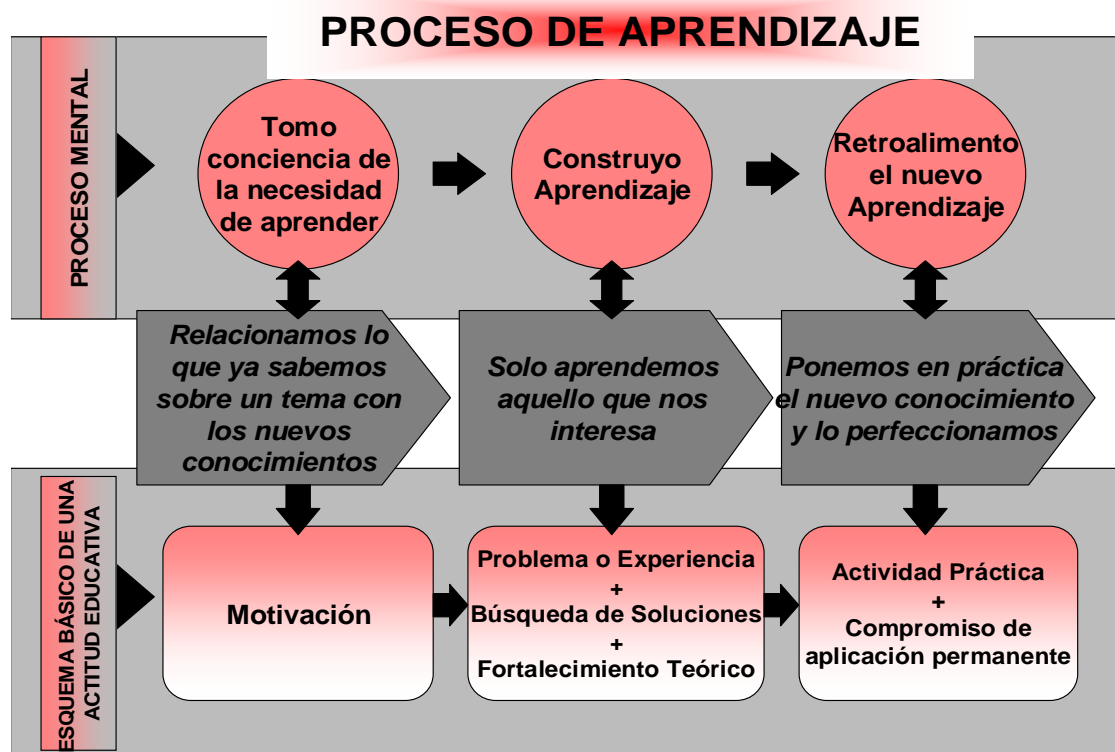 PROCESO DE APRENDIZAJE
PROCESO MENTAL
Tomo
conciencia de
la necesidad
de aprender
Construyo
Aprendizaje
Retroalimento
el nuevo
Aprendizaje
Relacionamos lo
que ya sabemos
sobre un tema con
los nuevos
conocimientos
Solo aprendemos
aquello que nos
interesa
Ponemos en práctica
el nuevo conocimiento
y lo perfeccionamos
ESQUEMA BÁSICO DE UNA
ACTITUD EDUCATIVA
Motivación
Problema o Experiencia
+
Búsqueda de Soluciones
+
Fortalecimiento Teórico
Actividad Práctica
+
Compromiso de
aplicación permanente